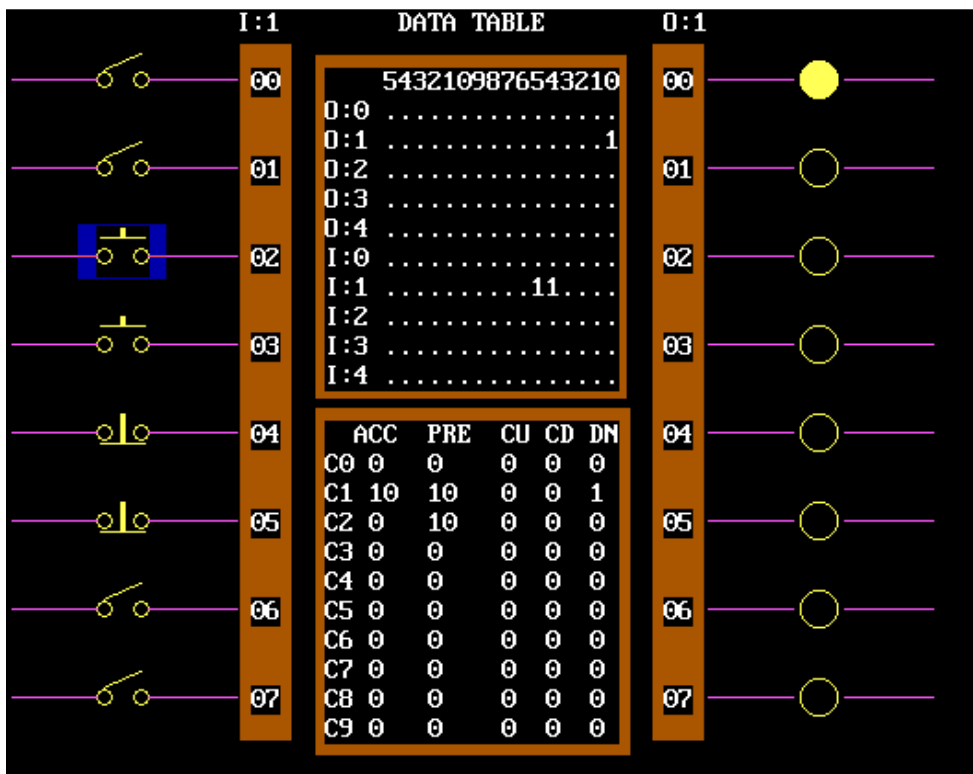 I:1 DATA TABLE O:1
00 5432109876543210 00
O:0 ................
O:1 ...............1
01 O:2 ................ 01
O:3 ................
O:4 ................
02 I:0 ................ 02
I:1 ..........11....
I:2 ................
03 I:3 ................ 03
I:4 ................
04 ACC PRE CU CD DN 04
C0 0 0 0 0 0
C1 10 10 0 0 1
05 C2 0 10 0 0 0 05
C3 0 0 0 0 0
C4 0 0 0 0 0
06 C5 0 0 0 0 0 06
C6 0 0 0 0 0
C7 0 0 0 0 0
07 C8 0 0 0 0 0 07
C9 0 0 0 0 0